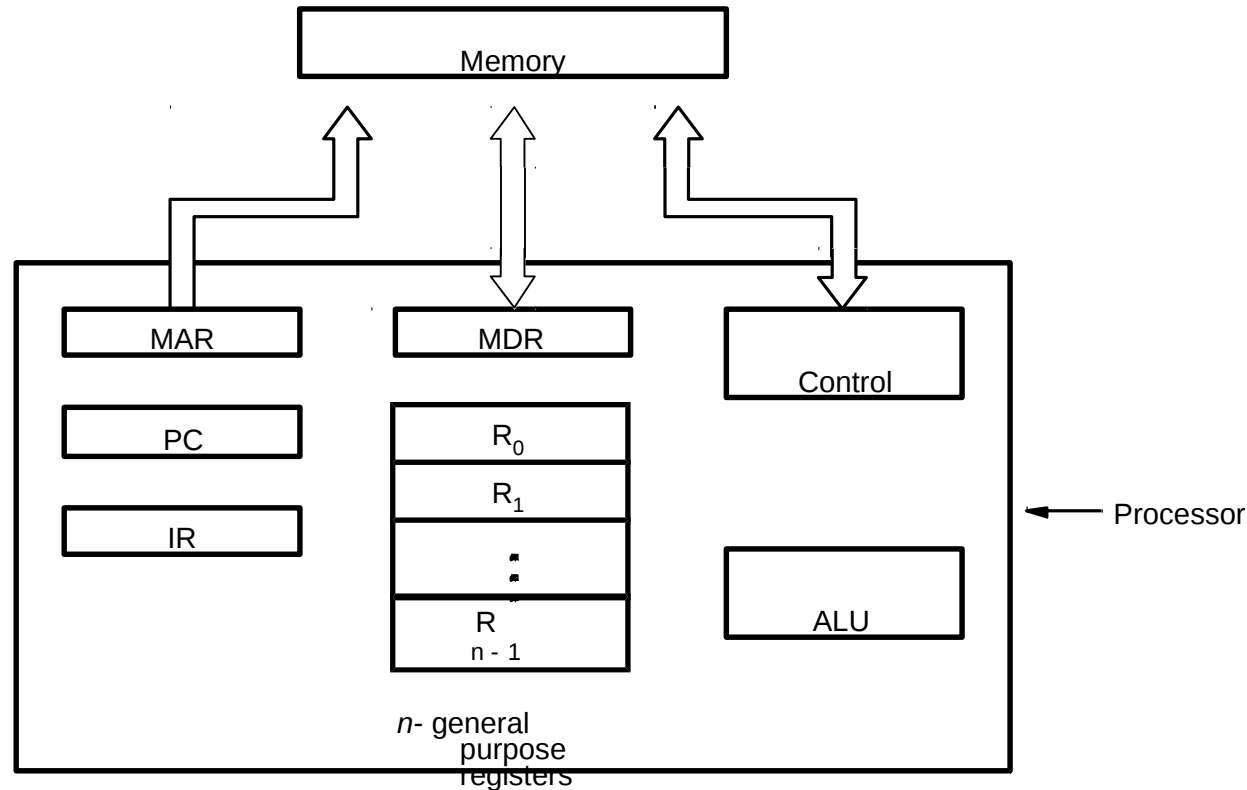 Memory
MAR
MDR
Control
PC
R0
R1
IR
Processor
R
n - 1
ALU
n- general
purpose
registers